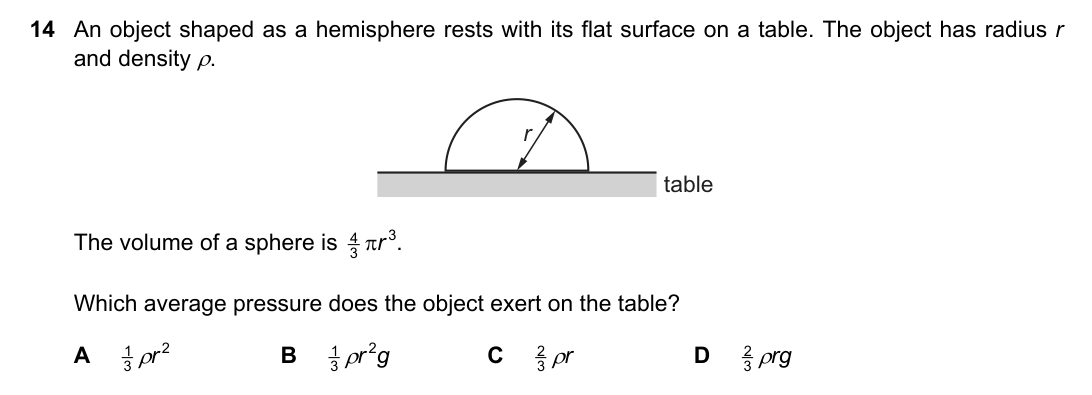 14 An object shaped as a hemisphere rests with its flat surface on a table. The object has radius r
and density ρ.
r
table
The volume of a sphere is 4/3 πr³.
Which average pressure does the object exert on the table?
A 1/3 ρr² B 1/3 ρr²g C 2/3 ρr D 2/3 ρrg